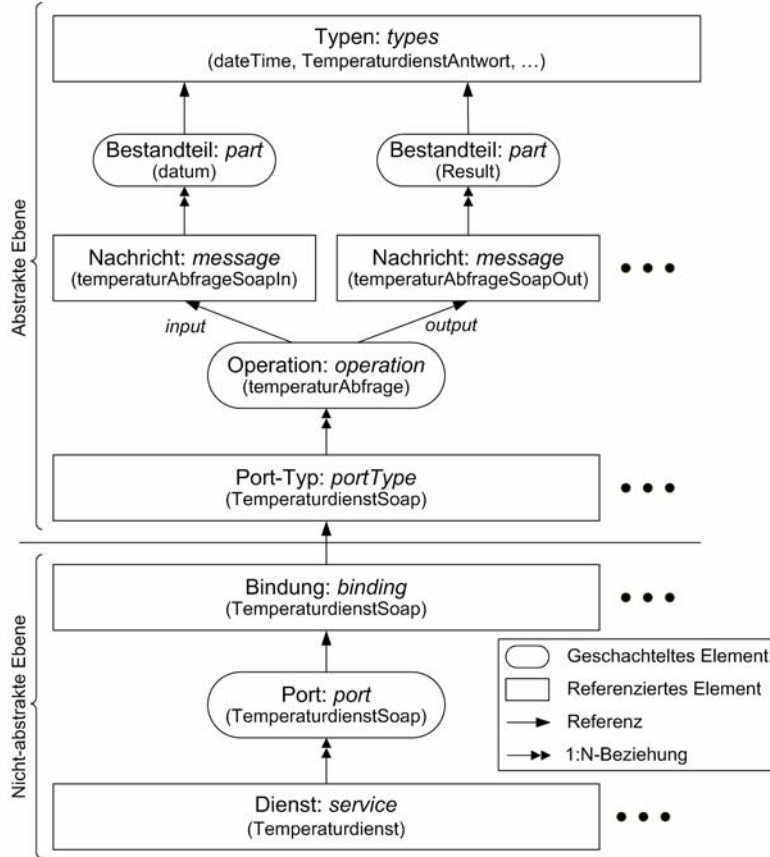 Typen: types
(dateTime, TemperaturdienstAntwort, …)
Bestandteil: part
(datum)
Bestandteil: part
(Result)
Abstrakte Ebene
Nachricht: message
(temperaturAbfrageSoapIn)
Nachricht: message
(temperaturAbfrageSoapOut)
input
output
Operation: operation
(temperaturAbfrage)
Port-Typ: portType
(TemperaturdienstSoap)
Nicht-abstrakte Ebene
Bindung: binding
(TemperaturdienstSoap)
Port: port
(TemperaturdienstSoap)
Dienst: service
(Temperaturdienst)
Geschachteltes Element
Referenziertes Element
Referenz
1:N-Beziehung